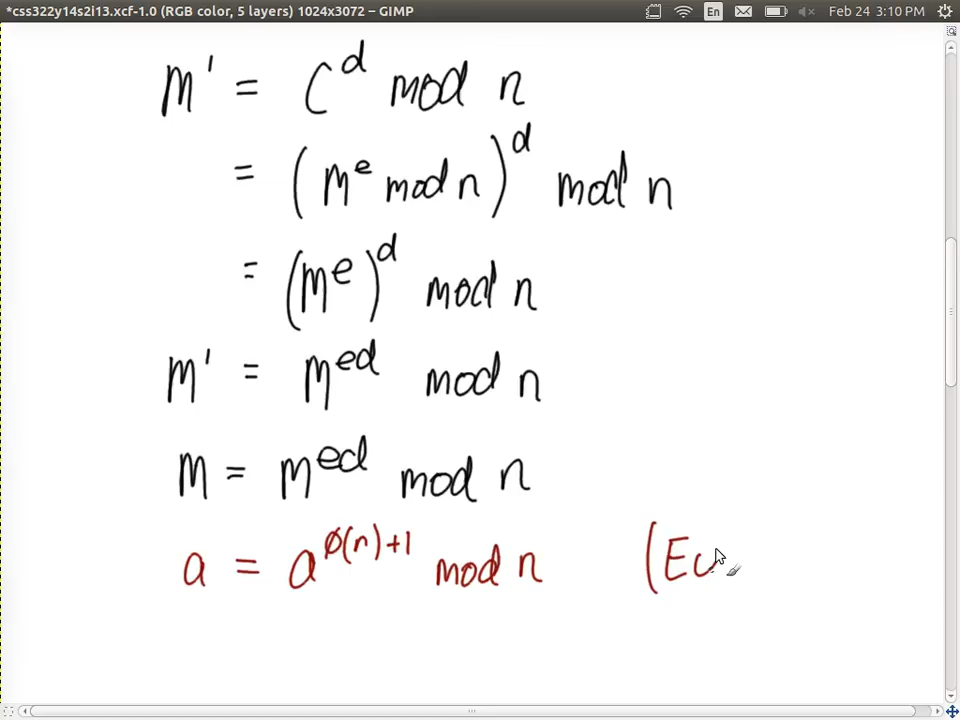 *css322y14s2i13.xcf-1.0 (RGB color, 5 layers) 1024x3072 – GIMP En Feb 24 3:10 PM
M' = C^d mod n
= (M^e mod n)^d mod n
= (M^e)^d mod n
M' = M^ed mod n
M = M^ed mod n
a = a^ø(n)+1 mod n (Eu